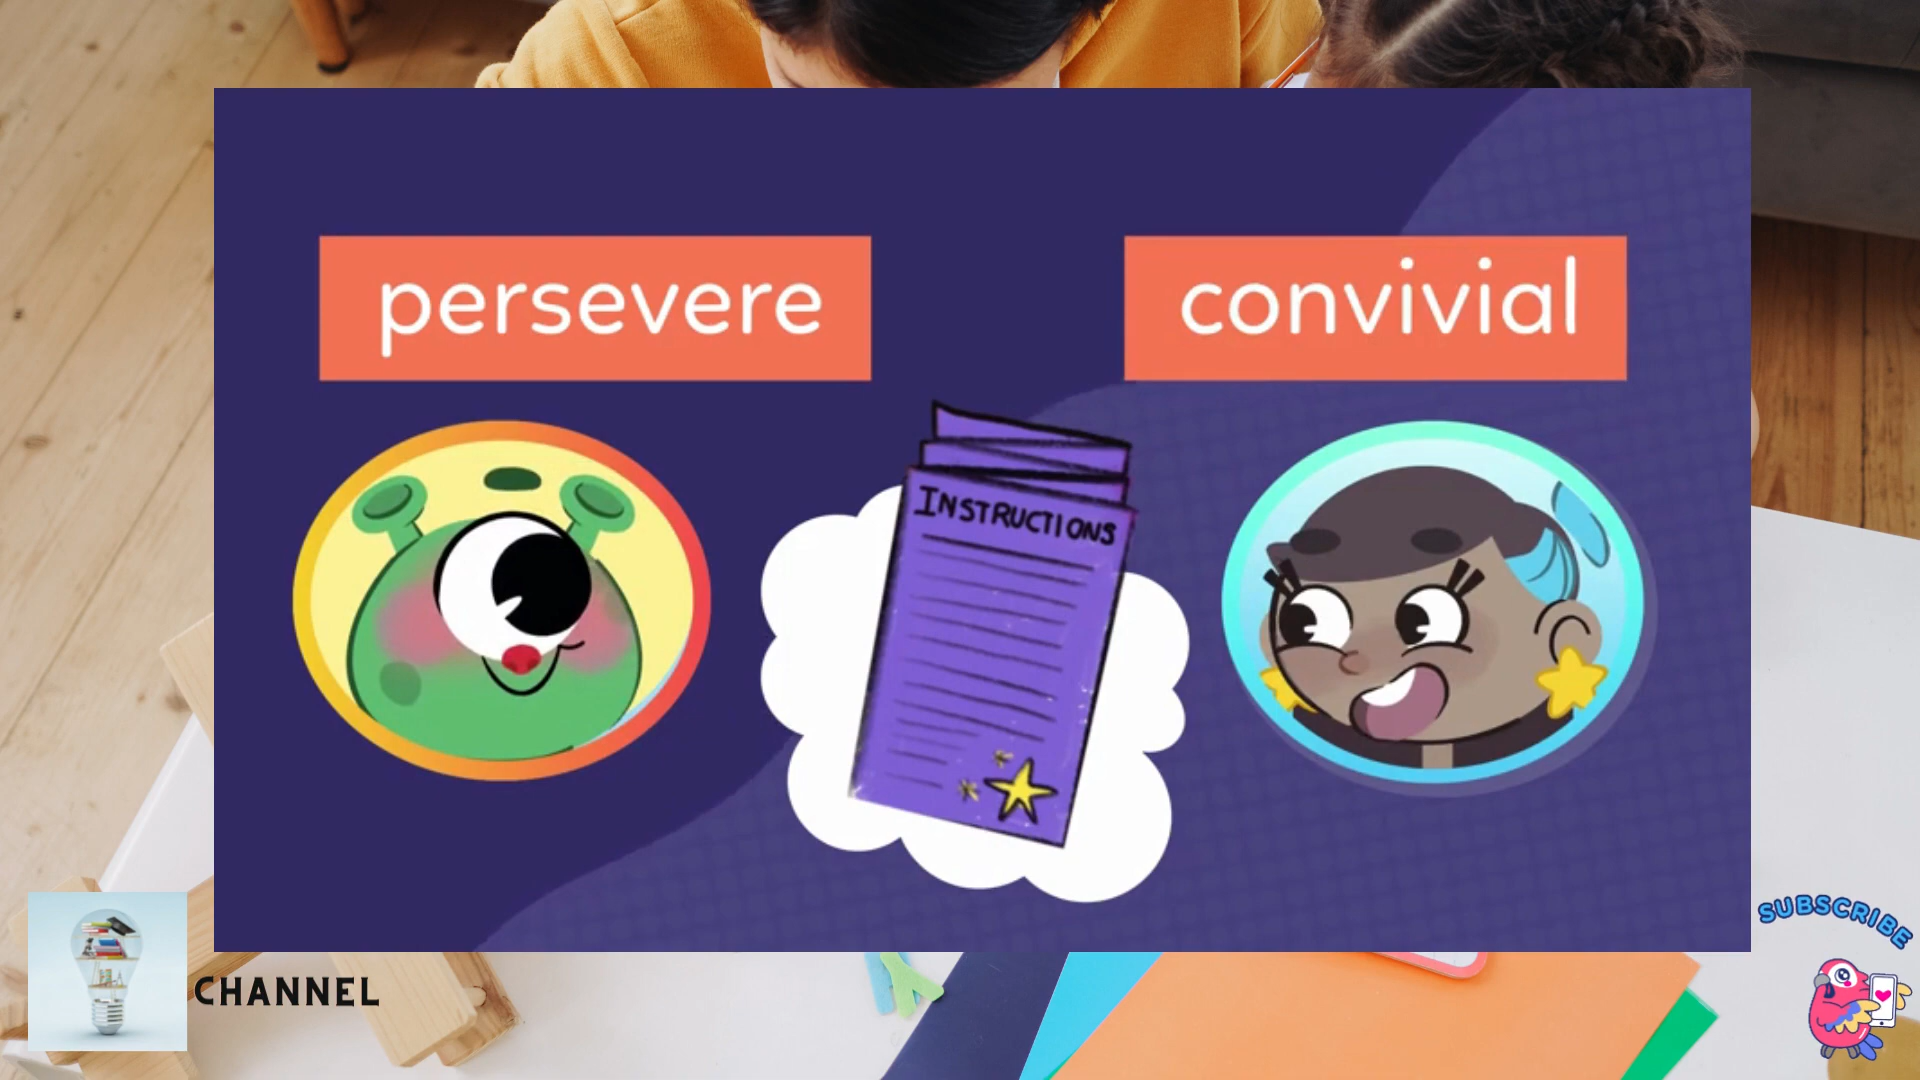 persevere
convivial
INSTRUCTIONS
SUBSCRIBE
CHANNEL